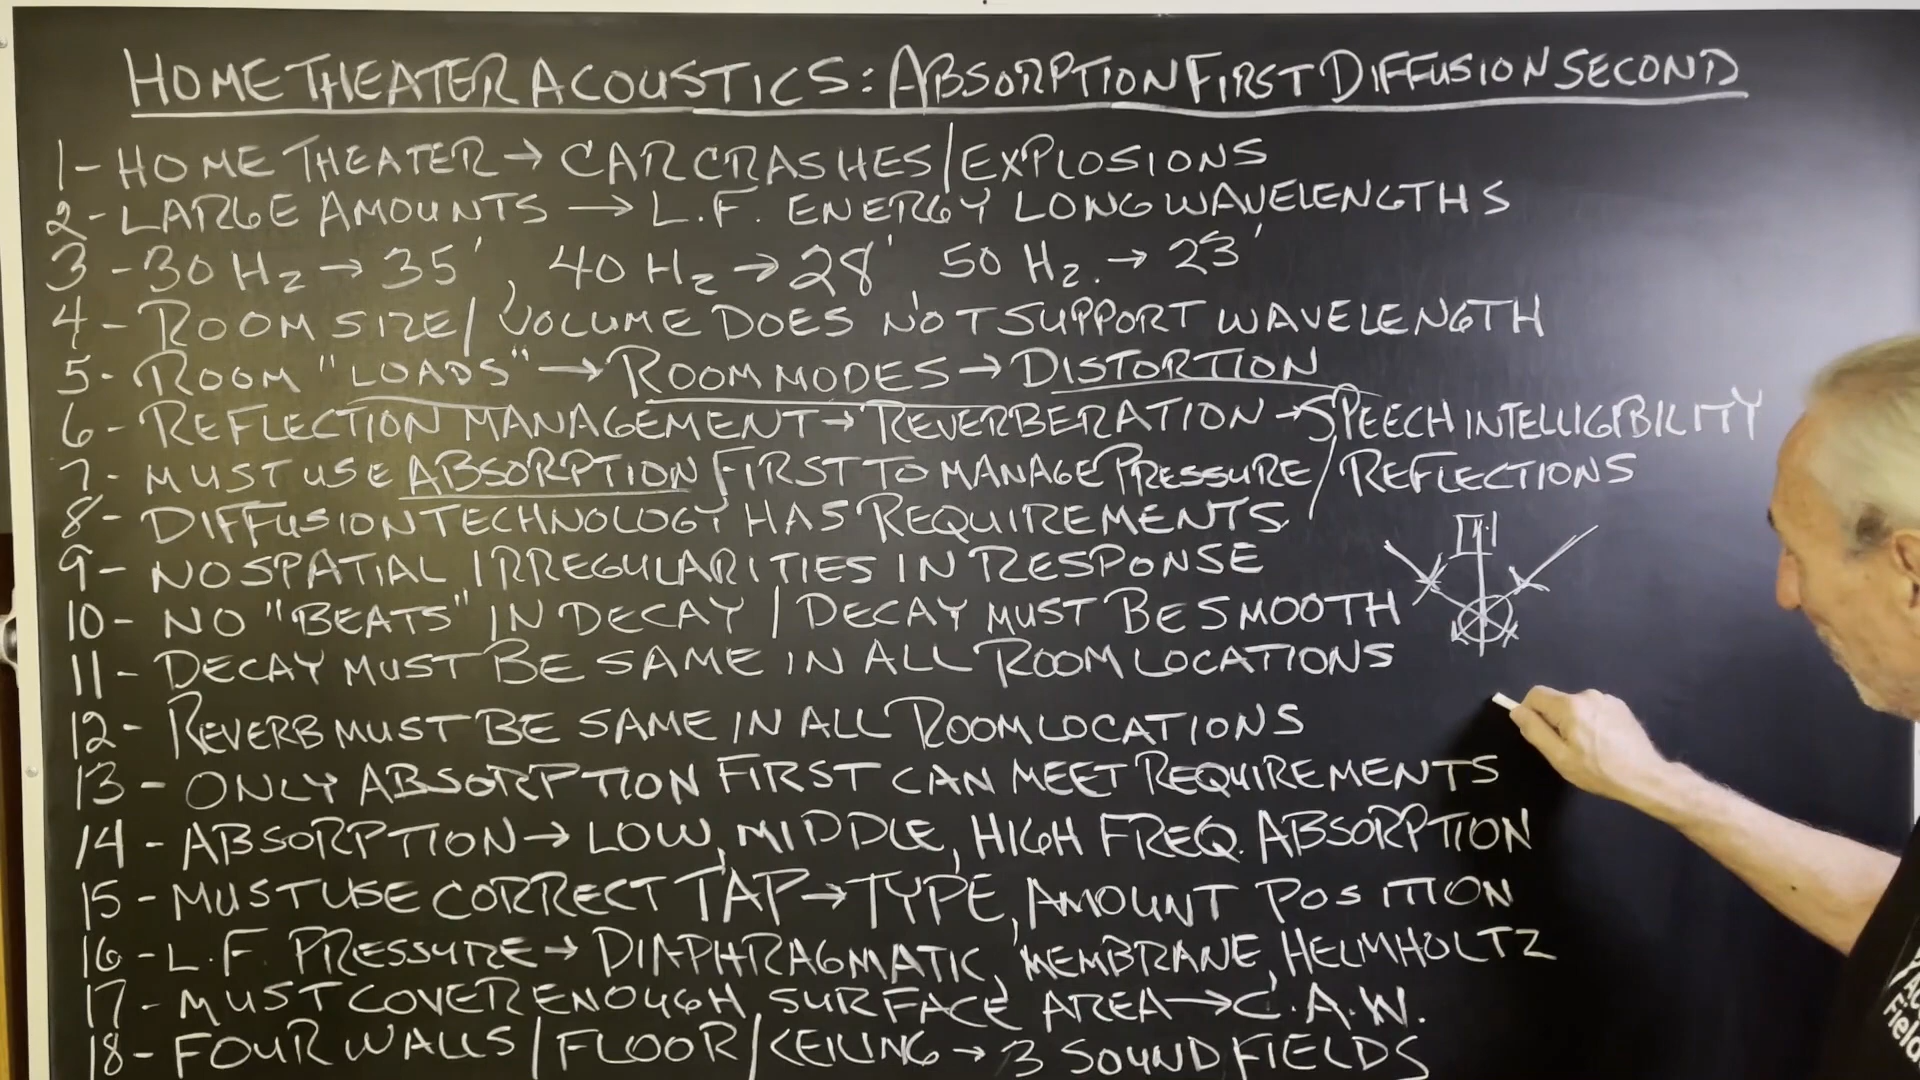 HOME THEATER ACOUSTICS: ABSORPTION FIRST DIFFUSION SECOND
1- HOME THEATER → CAR CRASHES/EXPLOSIONS
2- LARGE AMOUNTS → L.F. ENERGY LONG WAVELENGTHS
3 - 30 Hz → 35', 40 Hz → 28' 50 Hz. → 23'
4 - ROOM SIZE/VOLUME DOES NOT SUPPORT WAVELENGTH
5- ROOM "LOADS" → ROOM MODES → DISTORTION
6 - REFLECTION MANAGEMENT → REVERBERATION → SPEECH INTELLIGIBILITY
7 - MUST USE ABSORPTION FIRST TO MANAGE PRESSURE/REFLECTIONS
8 - DIFFUSION TECHNOLOGY HAS REQUIREMENTS
9- NO SPATIAL IRREGULARITIES IN RESPONSE
10- NO "BEATS" IN DECAY / DECAY MUST BE SMOOTH
11- DECAY MUST BE SAME IN ALL ROOM LOCATIONS
12- REVERB MUST BE SAME IN ALL ROOM LOCATIONS
13 - ONLY ABSORPTION FIRST CAN MEET REQUIREMENTS
14 - ABSORPTION → LOW, MIDDLE, HIGH FREQ. ABSORPTION
15 - MUST USE CORRECT TAP → TYPE, AMOUNT POSITION
16 - L.F. PRESSURE → DIAPHRAGMATIC, MEMBRANE, HELMHOLTZ
17 - MUST COVER ENOUGH SURFACE AREA → C.A.W.
18- FOUR WALLS/FLOOR/CEILING → 3 SOUND FIELDS